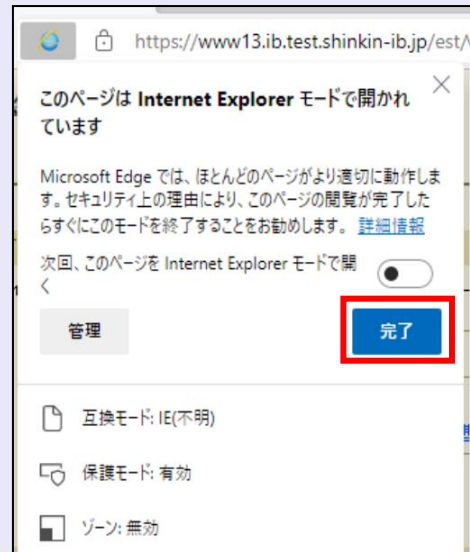 https://www13.ib.test.shinkin-ib.jp/est/
このページは Internet Explorer モードで開かれ
ています
Microsoft Edge では、ほとんどのページがより適切に動作しま
す。セキュリティ上の理由により、このページの閲覧が完了した
らすぐにこのモードを終了することをお勧めします。 詳細情報
次回、このページを Internet Explorer モードで開
く
管理
完了
互換モード: IE(不明)
保護モード: 有効
ゾーン: 無効